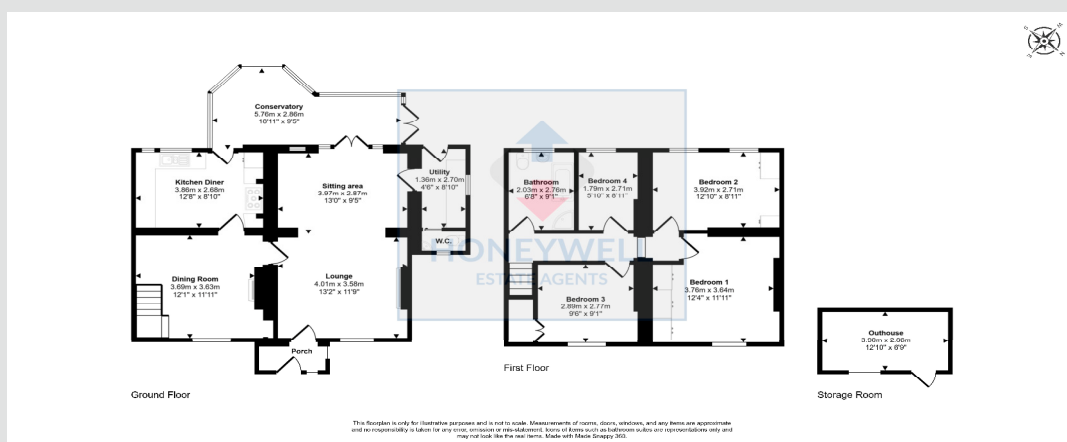 Conservatory
5.76m x 2.86m
10'11" x 9'5"
Kitchen Diner
3.86m x 2.68m
12'8" x 8'10"
Sitting area
3.97m x 2.87m
13'0" x 9'5"
Utility
1.36m x 2.70m
4'6" x 8'10"
W.C.
Dining Room
3.69m x 3.63m
12'1" x 11'11"
Lounge
4.01m x 3.58m
13'2" x 11'9"
Porch
Ground Floor
Bathroom
2.03m x 2.76m
6'8" x 9'1"
Bedroom 4
1.79m x 2.71m
5'10" x 8'11"
Bedroom 2
3.92m x 2.71m
12'10" x 8'11"
Bedroom 3
2.89m x 2.77m
9'6" x 9'1"
Bedroom 1
3.76m x 3.64m
12'4" x 11'11"
First Floor
HONEYWELL
ESTATE AGENTS
Outhouse
12'10" x 6'9"
Storage Room
This floorplan is only for illustrative purposes and is not to scale. Measurements of rooms, doors, windows, and any items are approximate
and no responsibility is taken for any error, omission or mis-statement. Icons of items such as bathroom suites are representations only and
may not look like the real items. Made with Made Snappy 360.